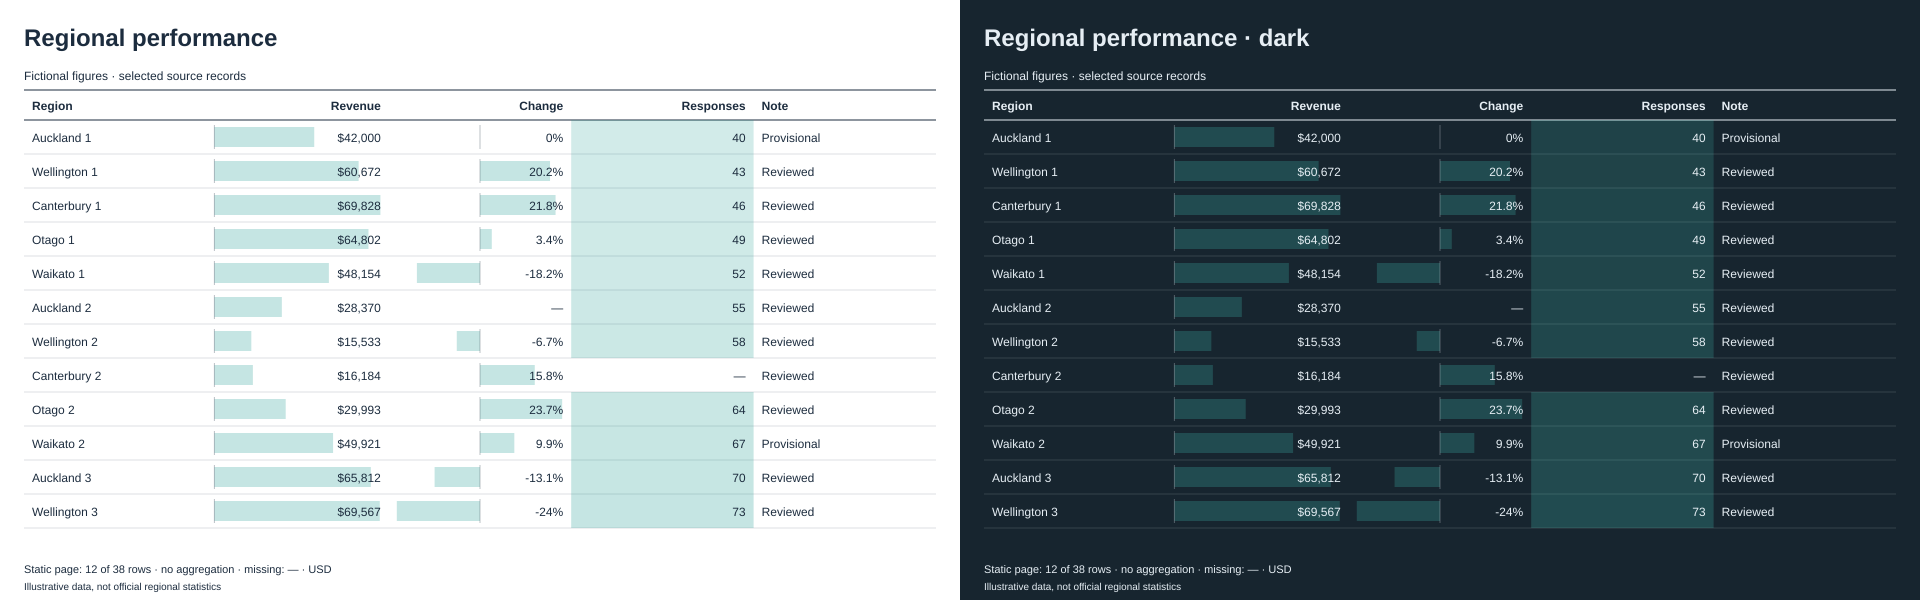 Regional performance
Fictional figures · selected source records
Region Revenue Change Responses Note
Auckland 1 $42,000 0% 40 Provisional
Wellington 1 $60,672 20.2% 43 Reviewed
Canterbury 1 $69,828 21.8% 46 Reviewed
Otago 1 $64,802 3.4% 49 Reviewed
Waikato 1 $48,154 -18.2% 52 Reviewed
Auckland 2 $28,370 — 55 Reviewed
Wellington 2 $15,533 -6.7% 58 Reviewed
Canterbury 2 $16,184 15.8% — Reviewed
Otago 2 $29,993 23.7% 64 Reviewed
Waikato 2 $49,921 9.9% 67 Provisional
Auckland 3 $65,812 -13.1% 70 Reviewed
Wellington 3 $69,567 -24% 73 Reviewed
Static page: 12 of 38 rows · no aggregation · missing: — · USD
Illustrative data, not official regional statistics
Regional performance · dark
Fictional figures · selected source records
Region Revenue Change Responses Note
Auckland 1 $42,000 0% 40 Provisional
Wellington 1 $60,672 20.2% 43 Reviewed
Canterbury 1 $69,828 21.8% 46 Reviewed
Otago 1 $64,802 3.4% 49 Reviewed
Waikato 1 $48,154 -18.2% 52 Reviewed
Auckland 2 $28,370 — 55 Reviewed
Wellington 2 $15,533 -6.7% 58 Reviewed
Canterbury 2 $16,184 15.8% — Reviewed
Otago 2 $29,993 23.7% 64 Reviewed
Waikato 2 $49,921 9.9% 67 Provisional
Auckland 3 $65,812 -13.1% 70 Reviewed
Wellington 3 $69,567 -24% 73 Reviewed
Static page: 12 of 38 rows · no aggregation · missing: — · USD
Illustrative data, not official regional statistics